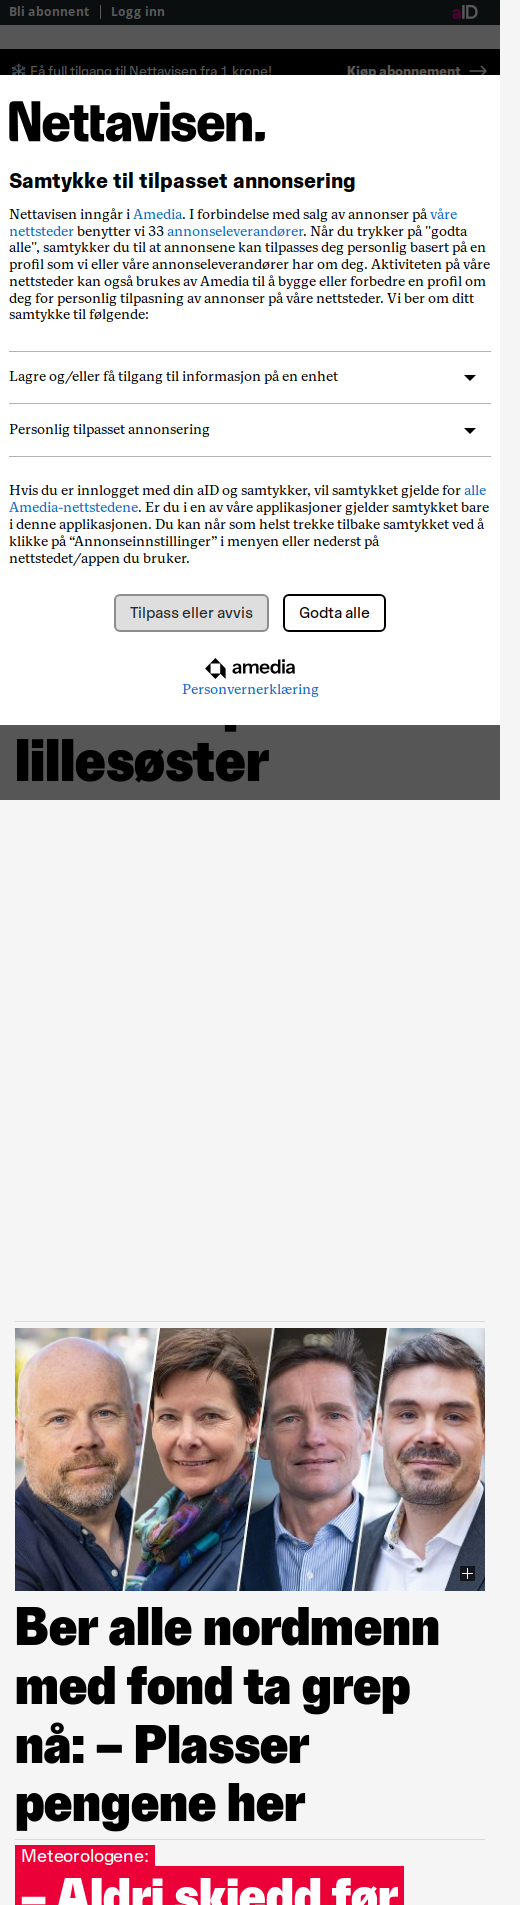 Bli abonnent
Logg inn
aID
Få full tilgang til Nettavisen fra 1 krone!
Kjøp abonnement
Nettavisen.
Samtykke til tilpasset annonsering
Nettavisen inngår i Amedia. I forbindelse med salg av annonser på våre
nettsteder benytter vi 33 annonseleverandører. Når du trykker på "godta
alle", samtykker du til at annonsene kan tilpasses deg personlig basert på en
profil som vi eller våre annonseleverandører har om deg. Aktiviteten på våre
nettsteder kan også brukes av Amedia til å bygge eller forbedre en profil om
deg for personlig tilpasning av annonser på våre nettsteder. Vi ber om ditt
samtykke til følgende:
Lagre og/eller få tilgang til informasjon på en enhet
Personlig tilpasset annonsering
Hvis du er innlogget med din aID og samtykker, vil samtykket gjelde for alle
Amedia-nettstedene. Er du i en av våre applikasjoner gjelder samtykket bare
i denne applikasjonen. Du kan når som helst trekke tilbake samtykket ved å
klikke på “Annonseinnstillinger” i menyen eller nederst på
nettstedet/appen du bruker.
Tilpass eller avvis
Godta alle
amedia
Personvernerklæring
lillesøster
Ber alle nordmenn
med fond ta grep
nå: – Plasser
pengene her
Meteorologene:
– Aldri skjedd før